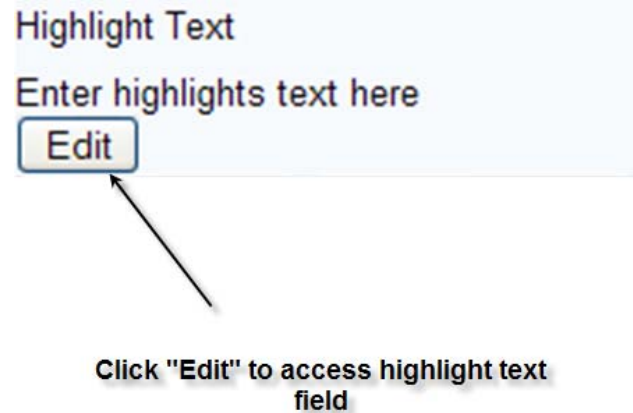 Highlight Text
Enter highlights text here
Edit
Click "Edit" to access highlight text
field